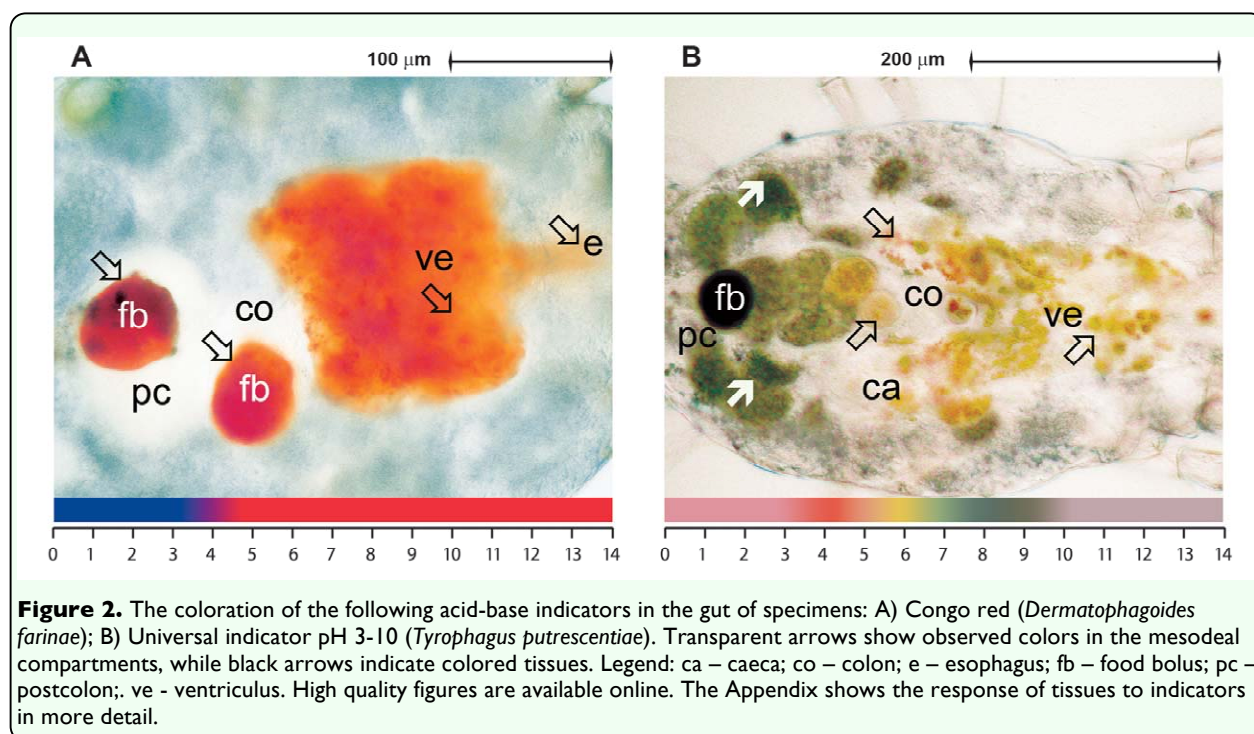 A
100 μm
B
200 μm
fb
pc
co
fb
ve
e
fb
pc
co
ca
ve
0 1 2 3 4 5 6 7 8 9 10 11 12 13 14
0 1 2 3 4 5 6 7 8 9 10 11 12 13 14
Figure 2. The coloration of the following acid-base indicators in the gut of specimens: A) Congo red (Dermatophagoides
farinae); B) Universal indicator pH 3-10 (Tyrophagus putrescentiae). Transparent arrows show observed colors in the mesodeal
compartments, while black arrows indicate colored tissues. Legend: ca – caeca; co – colon; e – esophagus; fb – food bolus; pc –
postcolon;. ve - ventriculus. High quality figures are available online. The Appendix shows the response of tissues to indicators
in more detail.